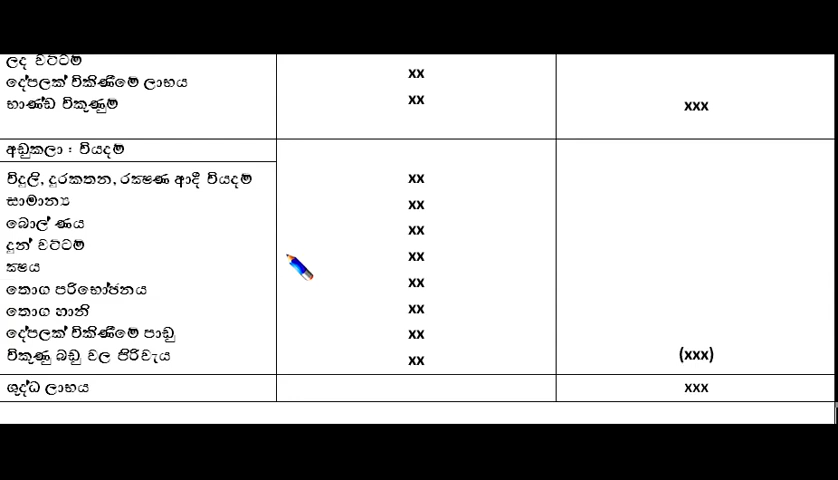 ලද වට්ටම්
දේපලක් විකිණීමේ ලාභය xx
භාණ්ඩ විකුණුම් xx xxx
අඩුකලා : වියදම්
විදුලි, දුරකතන, රක්ෂණ ආදී වියදම් xx
සාමාන්‍ය xx
බොල් ණය xx
දුන් වට්ටම් xx
ක්ෂය xx
තොග පරිභෝජනය xx
තොග හානි xx
දේපලක් විකිණීමේ පාඩු xx
විකුණු බඩු වල පිරිවැය (xxx)
ශුද්ධ ලාභය xxx